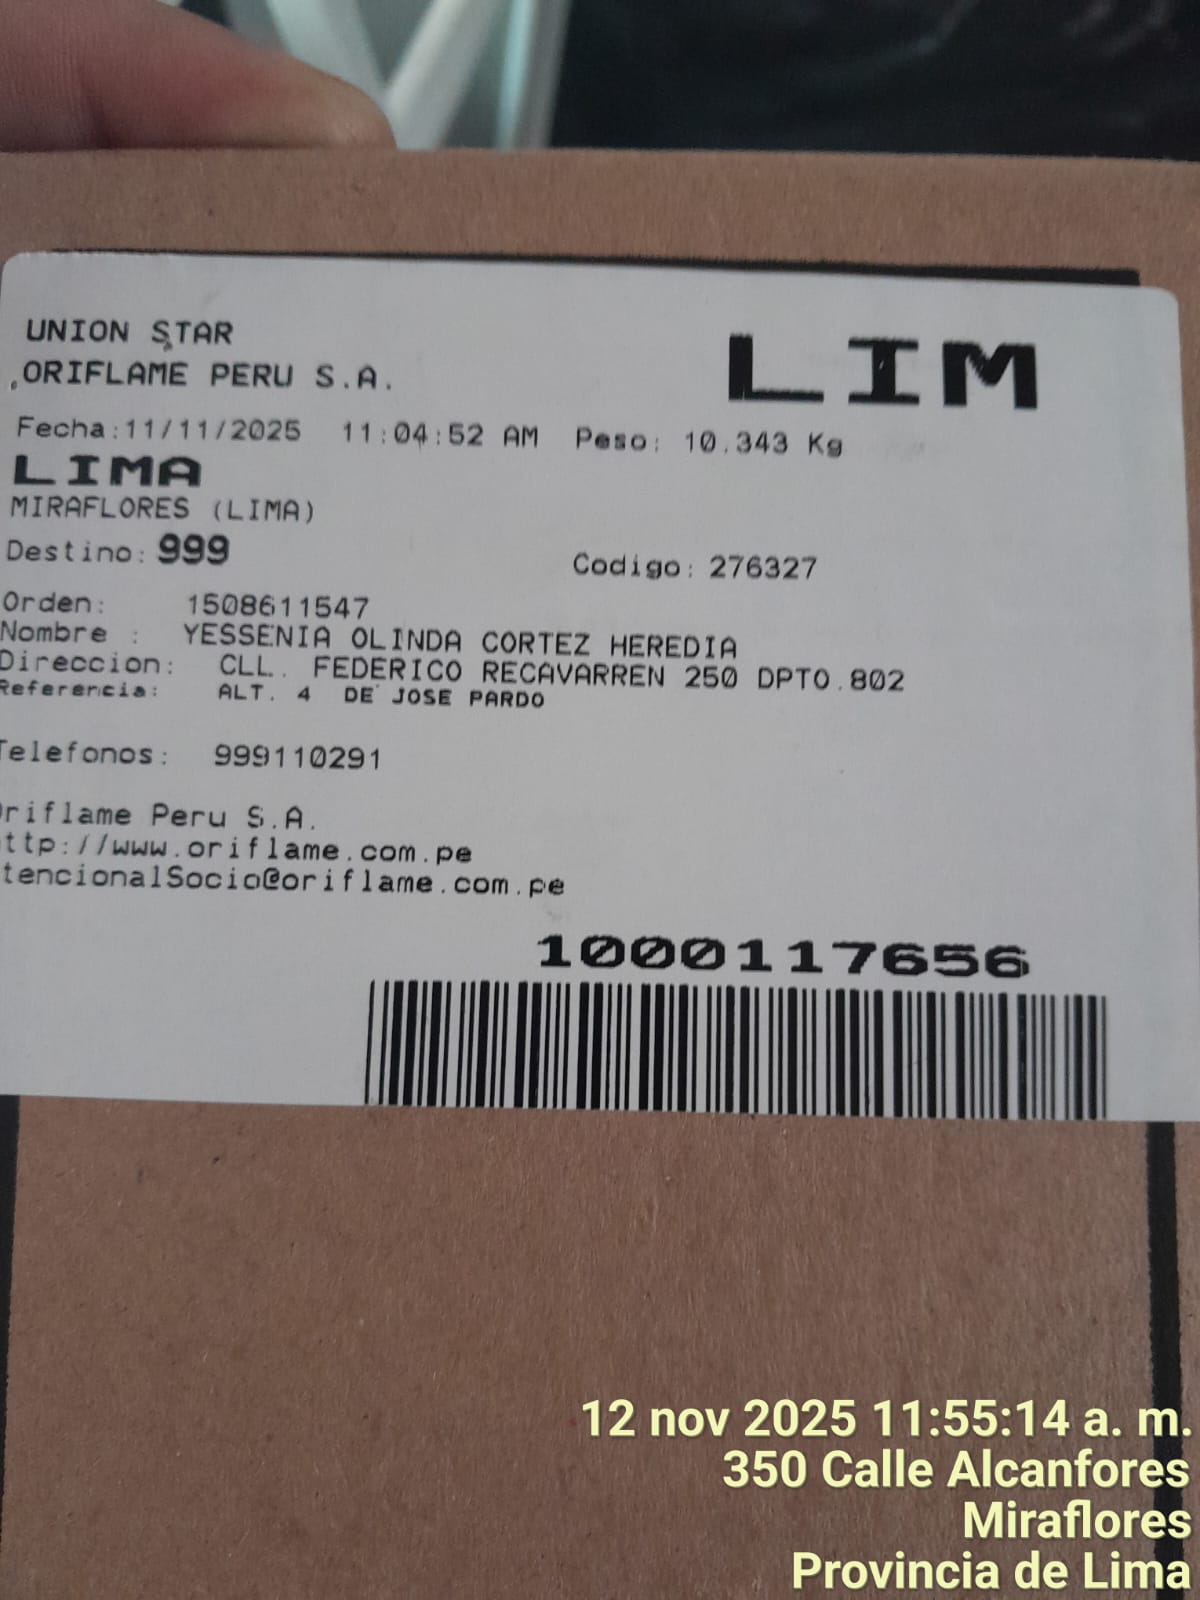 UNION STAR
ORIFLAME PERU S.A.
LIM
Fecha:11/11/2025 11:04:52 AM Peso: 10.343 Kg
LIMA
MIRAFLORES (LIMA)
Destino: 999 Codigo: 276327
Orden: 1508611547
Nombre : YESSENIA OLINDA CORTEZ HEREDIA
Direccion: CLL. FEDERICO RECAVARREN 250 DPTO.802
Referencia: ALT. 4 DE JOSE PARDO
Telefonos: 999110291
Oriflame Peru S.A.
ttp://www.oriflame.com.pe
tencionalSocio@oriflame.com.pe
1000117656
12 nov 2025 11:55:14 a. m.
350 Calle Alcanfores
Miraflores
Provincia de Lima